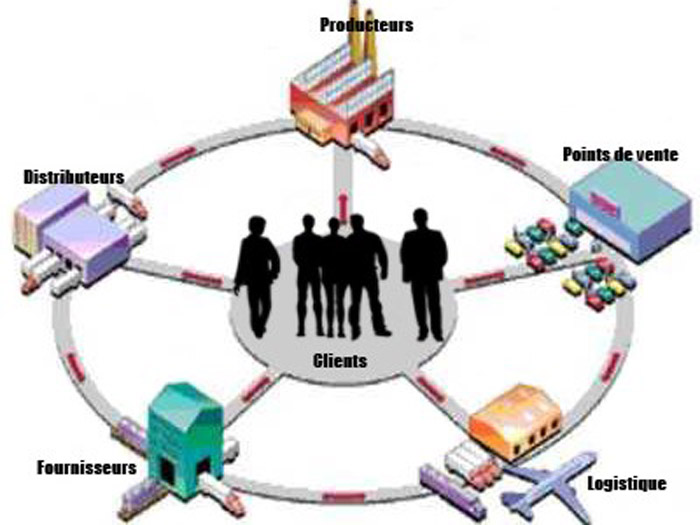 Producteurs
Points de vente
Distributeurs
Clients
Fournisseurs
Logistique